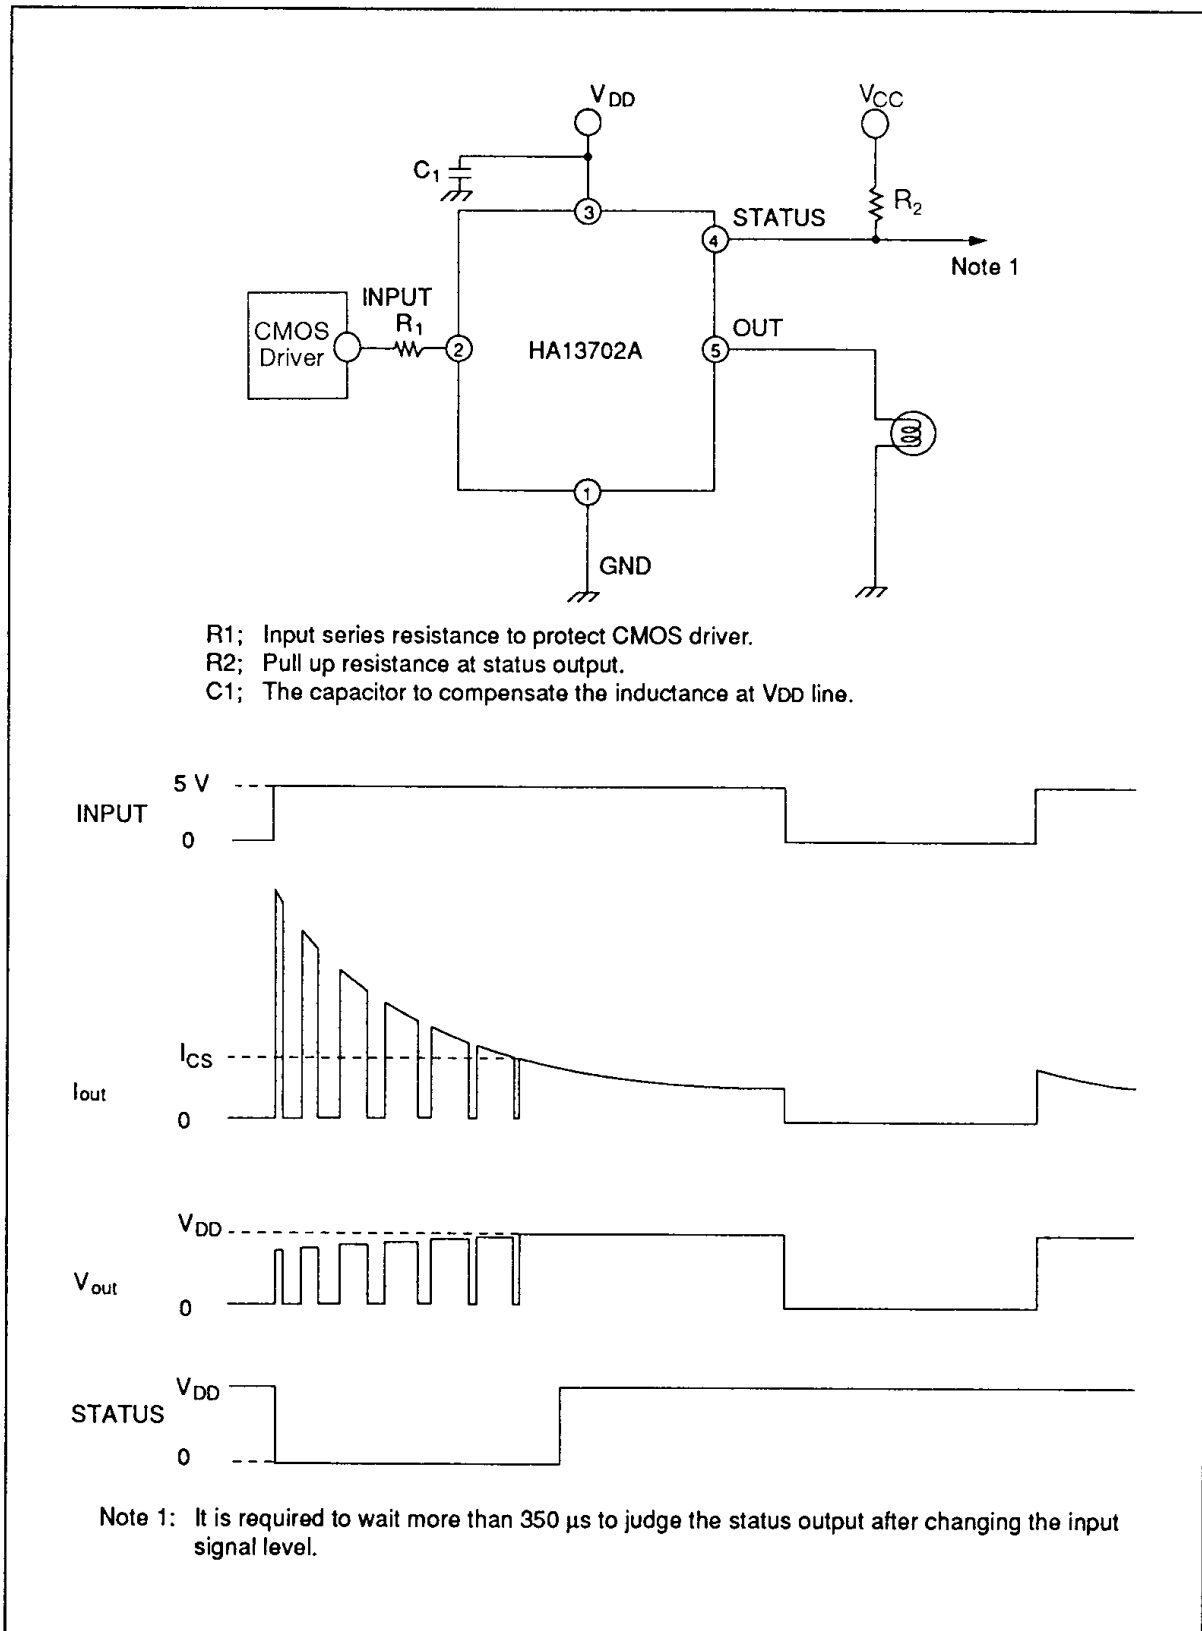 VDD
VCC
C1
3
STATUS
R2
4
Note 1
INPUT
R1
OUT
CMOS
Driver
2
HA13702A
5
1
GND
R1; Input series resistance to protect CMOS driver.
R2; Pull up resistance at status output.
C1; The capacitor to compensate the inductance at VDD line.
5 V
INPUT
0
ICS
Iout
0
VDD
Vout
0
VDD
STATUS
0
Note 1: It is required to wait more than 350 µs to judge the status output after changing the input
signal level.